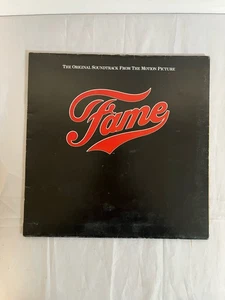 THE ORIGINAL SOUNDTRACK FROM THE MOTION PICTURE
Fame